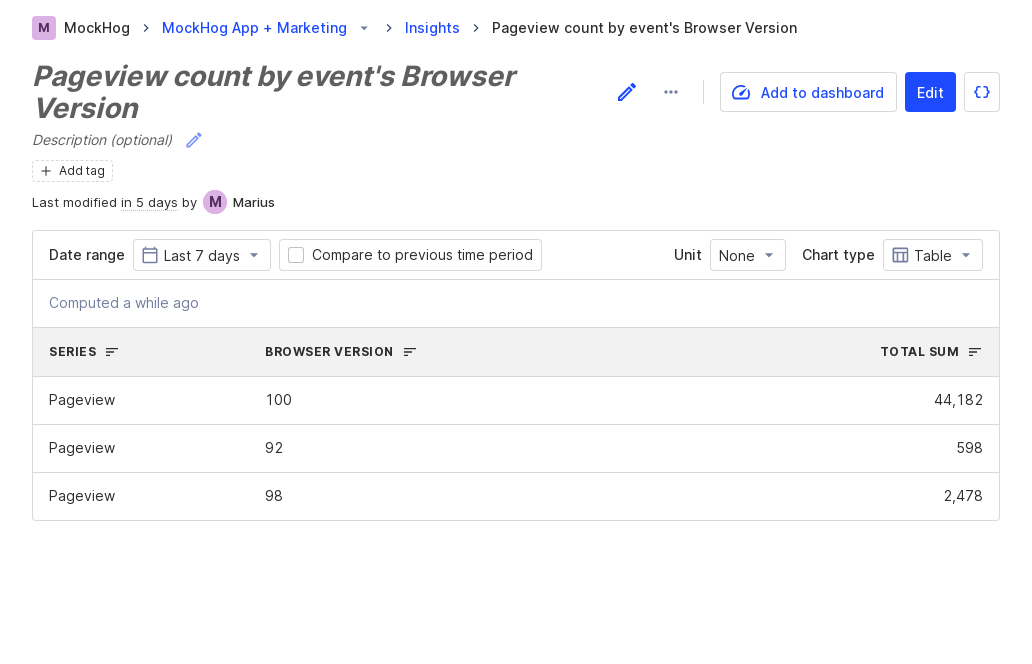 M MockHog MockHog App + Marketing Insights Pageview count by event's Browser Version
Pageview count by event's Browser
Version
Add to dashboard Edit
Description (optional)
Add tag
Last modified in 5 days by M Marius
Date range Last 7 days Compare to previous time period Unit None Chart type Table
Computed a while ago
SERIES BROWSER VERSION TOTAL SUM
Pageview 100 44,182
Pageview 92 598
Pageview 98 2,478